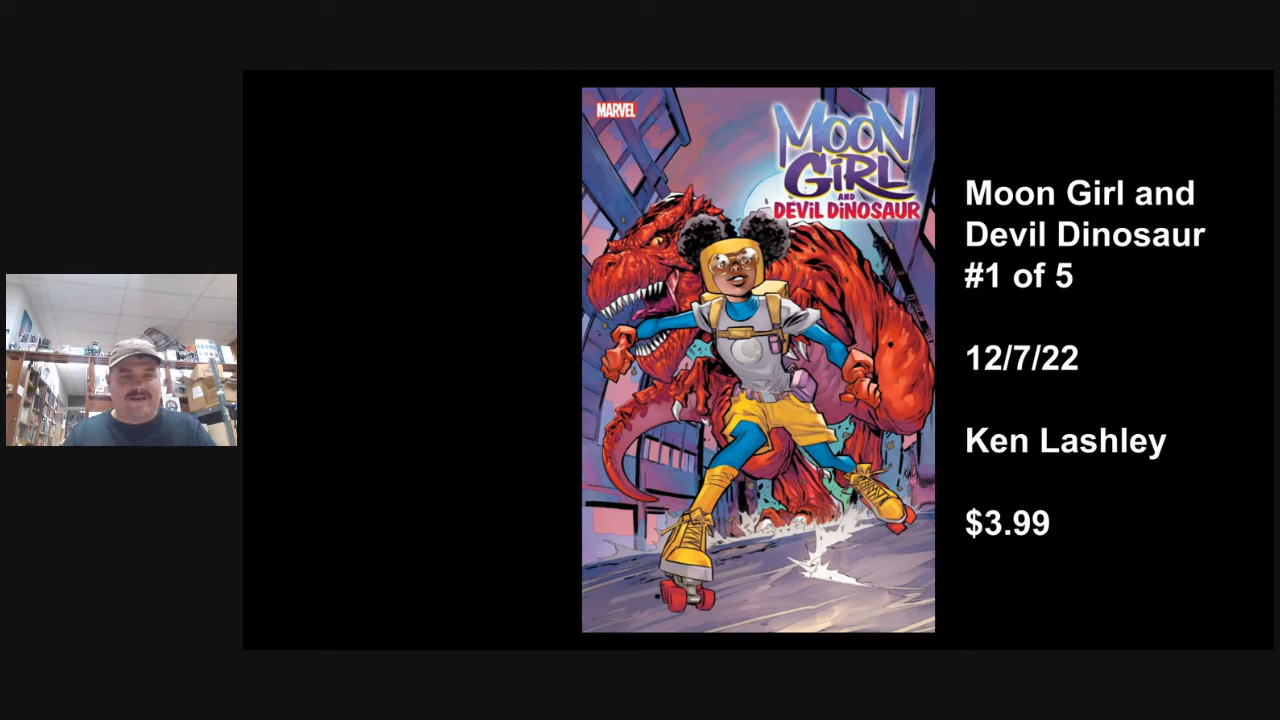 MARVEL
MOON
GiRL
AND
DEViL DiNOSAUR
Moon Girl and
Devil Dinosaur
#1 of 5
12/7/22
Ken Lashley
$3.99